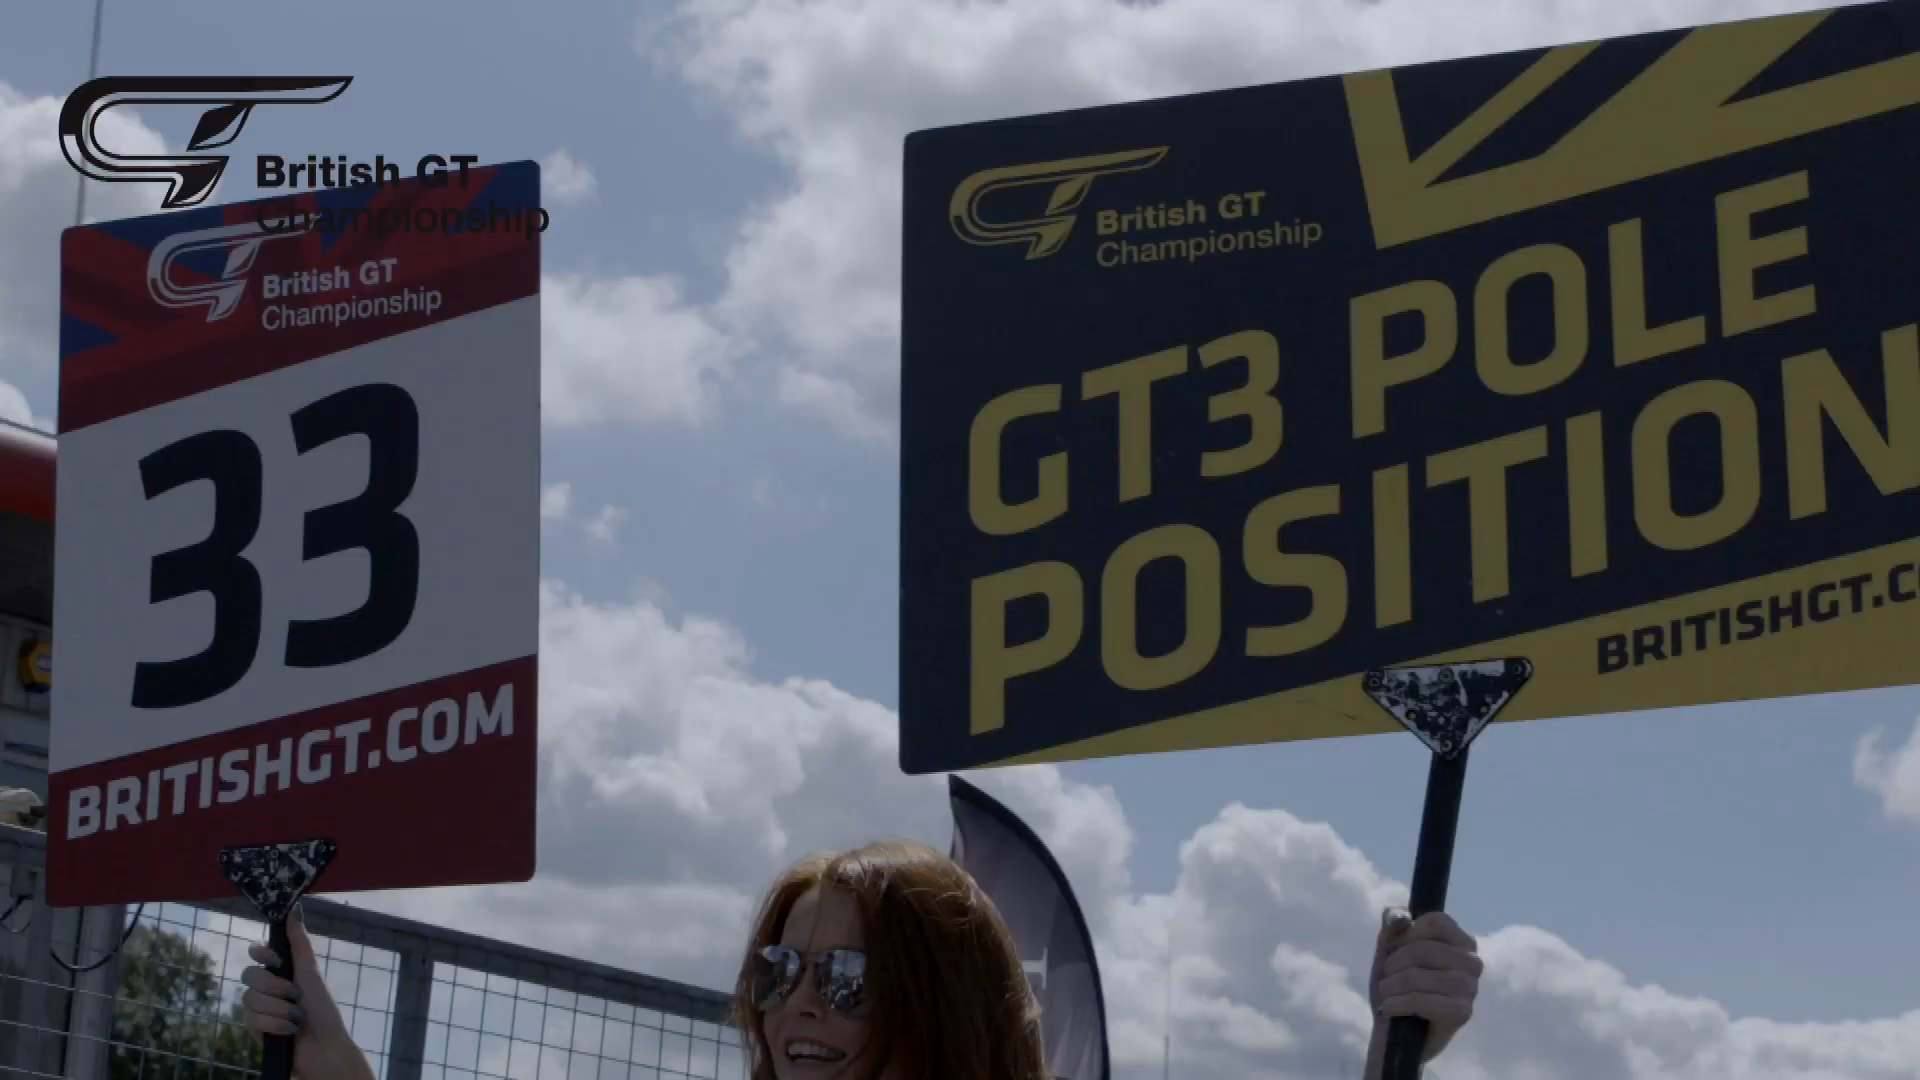 British GT
Championship
British GT
Championship
33
BRITISHGT.COM
British GT
Championship
GT3 POLE
POSITION
BRITISHGT.C